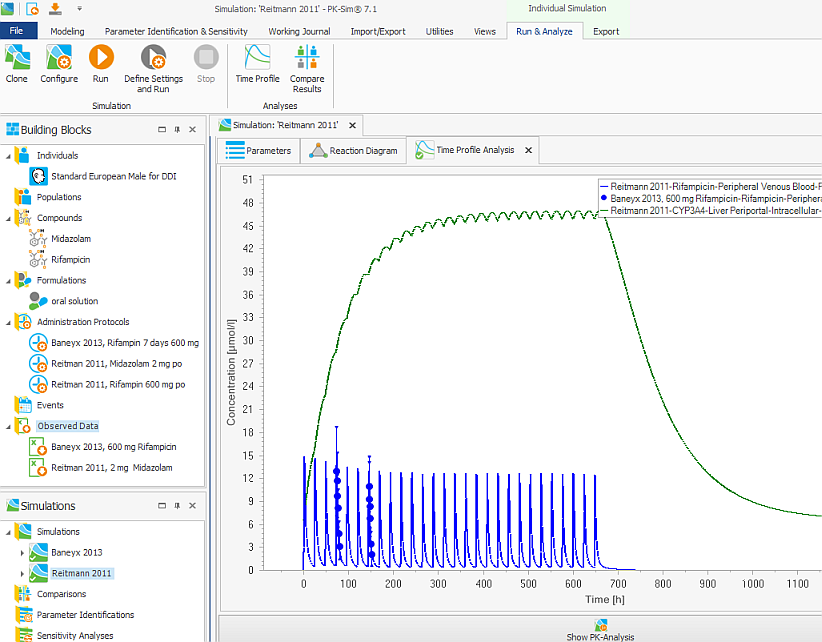 Simulation: 'Reitmann 2011' - PK-Sim® 7.1
Individual Simulation
File
Modeling
Parameter Identification & Sensitivity
Working Journal
Import/Export
Utilities
Views
Run & Analyze
Export
Clone
Configure
Run
Define Settings
and Run
Stop
Time Profile
Compare
Results
Simulation
Analyses
Building Blocks
Individuals
Standard European Male for DDI
Populations
Compounds
Midazolam
Rifampicin
Formulations
oral solution
Administration Protocols
Baneyx 2013, Rifampin 7 days 600 mg
Reitman 2011, Midazolam 2 mg po
Reitman 2011, Rifampin 600 mg po
Events
Observed Data
Baneyx 2013, 600 mg Rifampicin
Reitman 2011, 2 mg Midazolam
Simulations
Simulations
Baneyx 2013
Reitmann 2011
Comparisons
Parameter Identifications
Sensitivity Analyses
Simulation: 'Reitmann 2011'
Parameters
Reaction Diagram
Time Profile Analysis
Reitmann 2011-Rifampicin-Peripheral Venous Blood-P
Baneyx 2013, 600 mg Rifampicin-Rifampicin-Periphera
Reitmann 2011-CYP3A4-Liver Periportal-Intracellular-
Concentration [µmol/l]
51
48
45
42
39
36
33
30
27
24
21
18
15
12
9
6
3
0
0 100 200 300 400 500 600 700 800 900 1000 1100
Time [h]
Show PK-Analysis